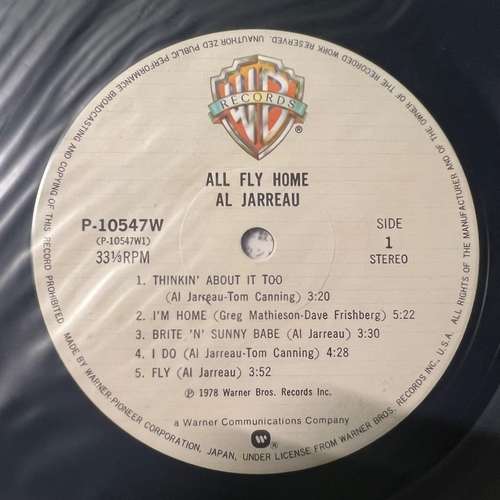 ALL RIGHTS OF THE MANUFACTURER AND OF THE OWNER OF THE RECORDED WORK RESERVED. UNAUTHORIZED PUBLIC PERFORMANCE BROADCASTING AND COPYING OF THIS RECORD PROHIBITED
WB
RECORDS
®
ALL FLY HOME
AL JARREAU
P-10547W
(P-10547W1)
33⅓RPM
SIDE
1
STEREO
1. THINKIN' ABOUT IT TOO
(Al Jarreau-Tom Canning) 3:20
2. I'M HOME (Greg Mathieson-Dave Frishberg) 5:22
3. BRITE 'N' SUNNY BABE (Al Jarreau) 3:30
4. I DO (Al Jarreau-Tom Canning) 4:28
5. FLY (Al Jarreau) 3:52
Ⓟ 1978 Warner Bros. Records Inc.
a Warner Communications Company
MADE BY WARNER-PIONEER CORPORATION, JAPAN, UNDER LICENSE FROM WARNER BROS. RECORDS INC. U.S.A.